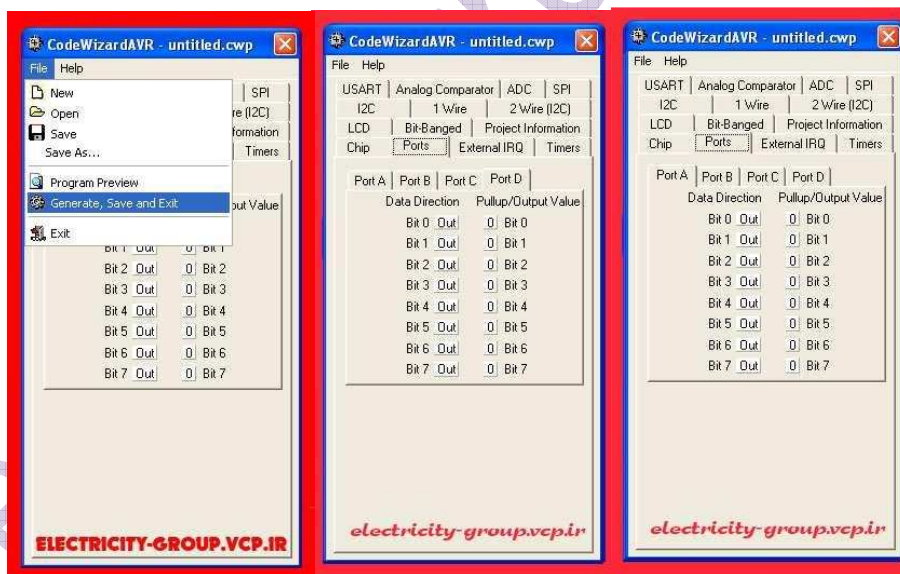 CodeWizardAVR - untitled.cwp
File Help
New
Open
Save
Save As...
Program Preview
Generate, Save and Exit
Exit
SPI
re (I2C)
formation
Timers
out Value
Bit 1 Out 0 Bit 1
Bit 2 Out 0 Bit 2
Bit 3 Out 0 Bit 3
Bit 4 Out 0 Bit 4
Bit 5 Out 0 Bit 5
Bit 6 Out 0 Bit 6
Bit 7 Out 0 Bit 7
ELECTRICITY-GROUP.VCP.IR
CodeWizardAVR - untitled.cwp
File Help
USART Analog Comparator ADC SPI
I2C 1 Wire 2 Wire (I2C)
LCD Bit-Banged Project Information
Chip Ports External IRQ Timers
Port A Port B Port C Port D
Data Direction Pullup/Output Value
Bit 0 Out 0 Bit 0
Bit 1 Out 0 Bit 1
Bit 2 Out 0 Bit 2
Bit 3 Out 0 Bit 3
Bit 4 Out 0 Bit 4
Bit 5 Out 0 Bit 5
Bit 6 Out 0 Bit 6
Bit 7 Out 0 Bit 7
electricity-group.vcp.ir
CodeWizardAVR - untitled.cwp
File Help
USART Analog Comparator ADC SPI
I2C 1 Wire 2 Wire (I2C)
LCD Bit-Banged Project Information
Chip Ports External IRQ Timers
Port A Port B Port C Port D
Data Direction Pullup/Output Value
Bit 0 Out 0 Bit 0
Bit 1 Out 0 Bit 1
Bit 2 Out 0 Bit 2
Bit 3 Out 0 Bit 3
Bit 4 Out 0 Bit 4
Bit 5 Out 0 Bit 5
Bit 6 Out 0 Bit 6
Bit 7 Out 0 Bit 7
electricity-group.vcp.ir